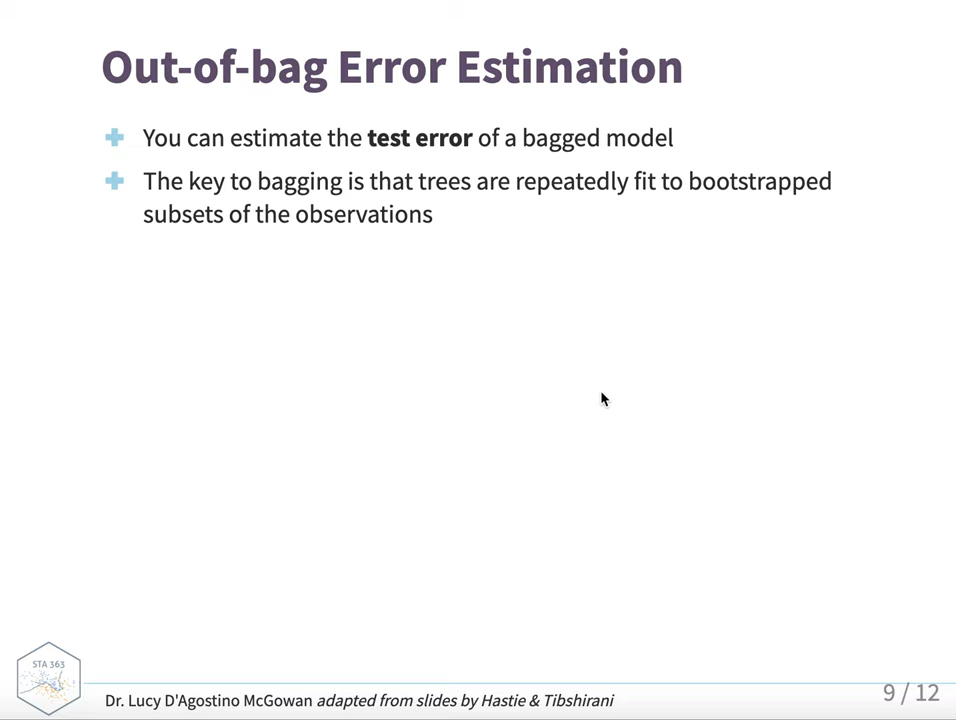 Out-of-bag Error Estimation
You can estimate the test error of a bagged model
The key to bagging is that trees are repeatedly fit to bootstrapped
subsets of the observations
STA 363
Dr. Lucy D'Agostino McGowan adapted from slides by Hastie & Tibshirani
9 / 12